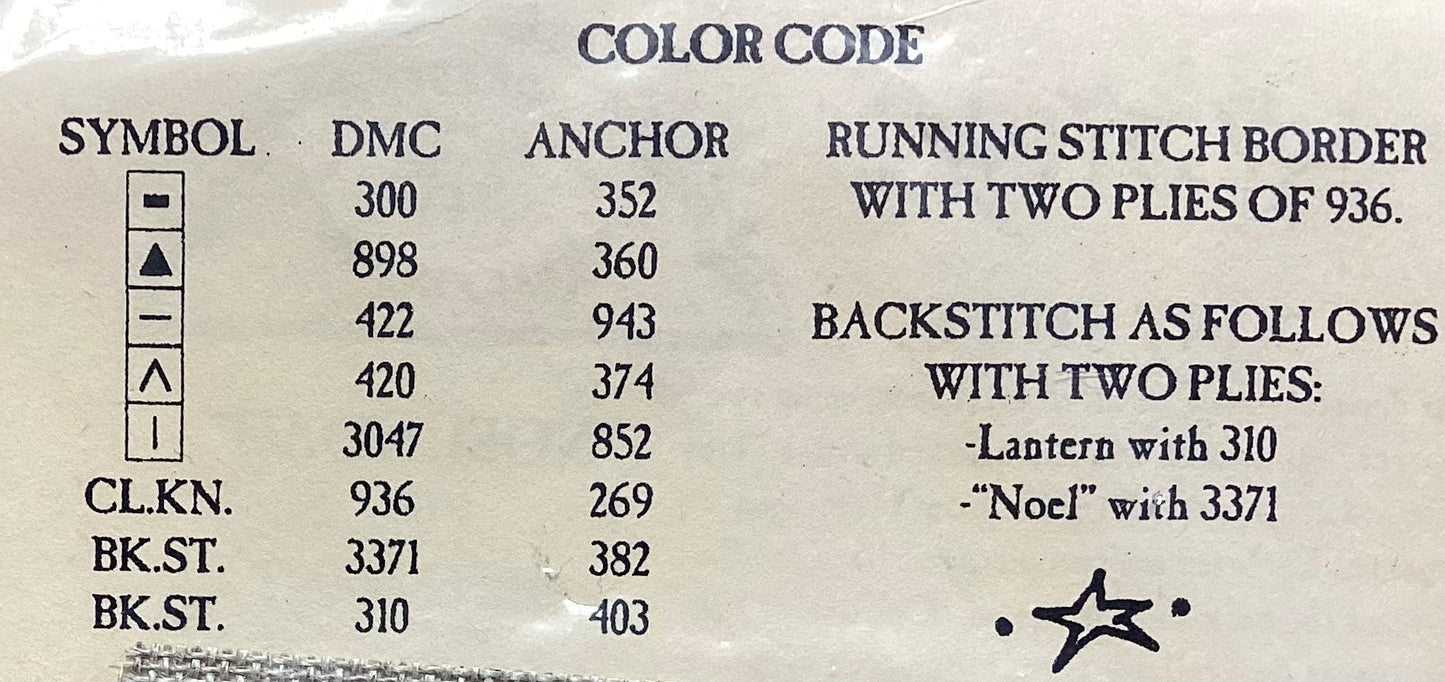 COLOR CODE
SYMBOL DMC ANCHOR
300 352
898 360
422 943
420 374
3047 852
CL.KN. 936 269
BK.ST. 3371 382
BK.ST. 310 403
RUNNING STITCH BORDER
WITH TWO PLIES OF 936.
BACKSTITCH AS FOLLOWS
WITH TWO PLIES:
-Lantern with 310
-“Noel” with 3371